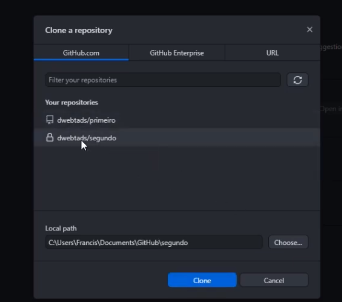 Clone a repository
GitHub.com
GitHub Enterprise
URL
Filter your repositories
Your repositories
dwebtads/primeiro
dwebtads/segundo
Local path
C:\Users\Francis\Documents\GitHub\segundo
Choose...
Clone
Cancel